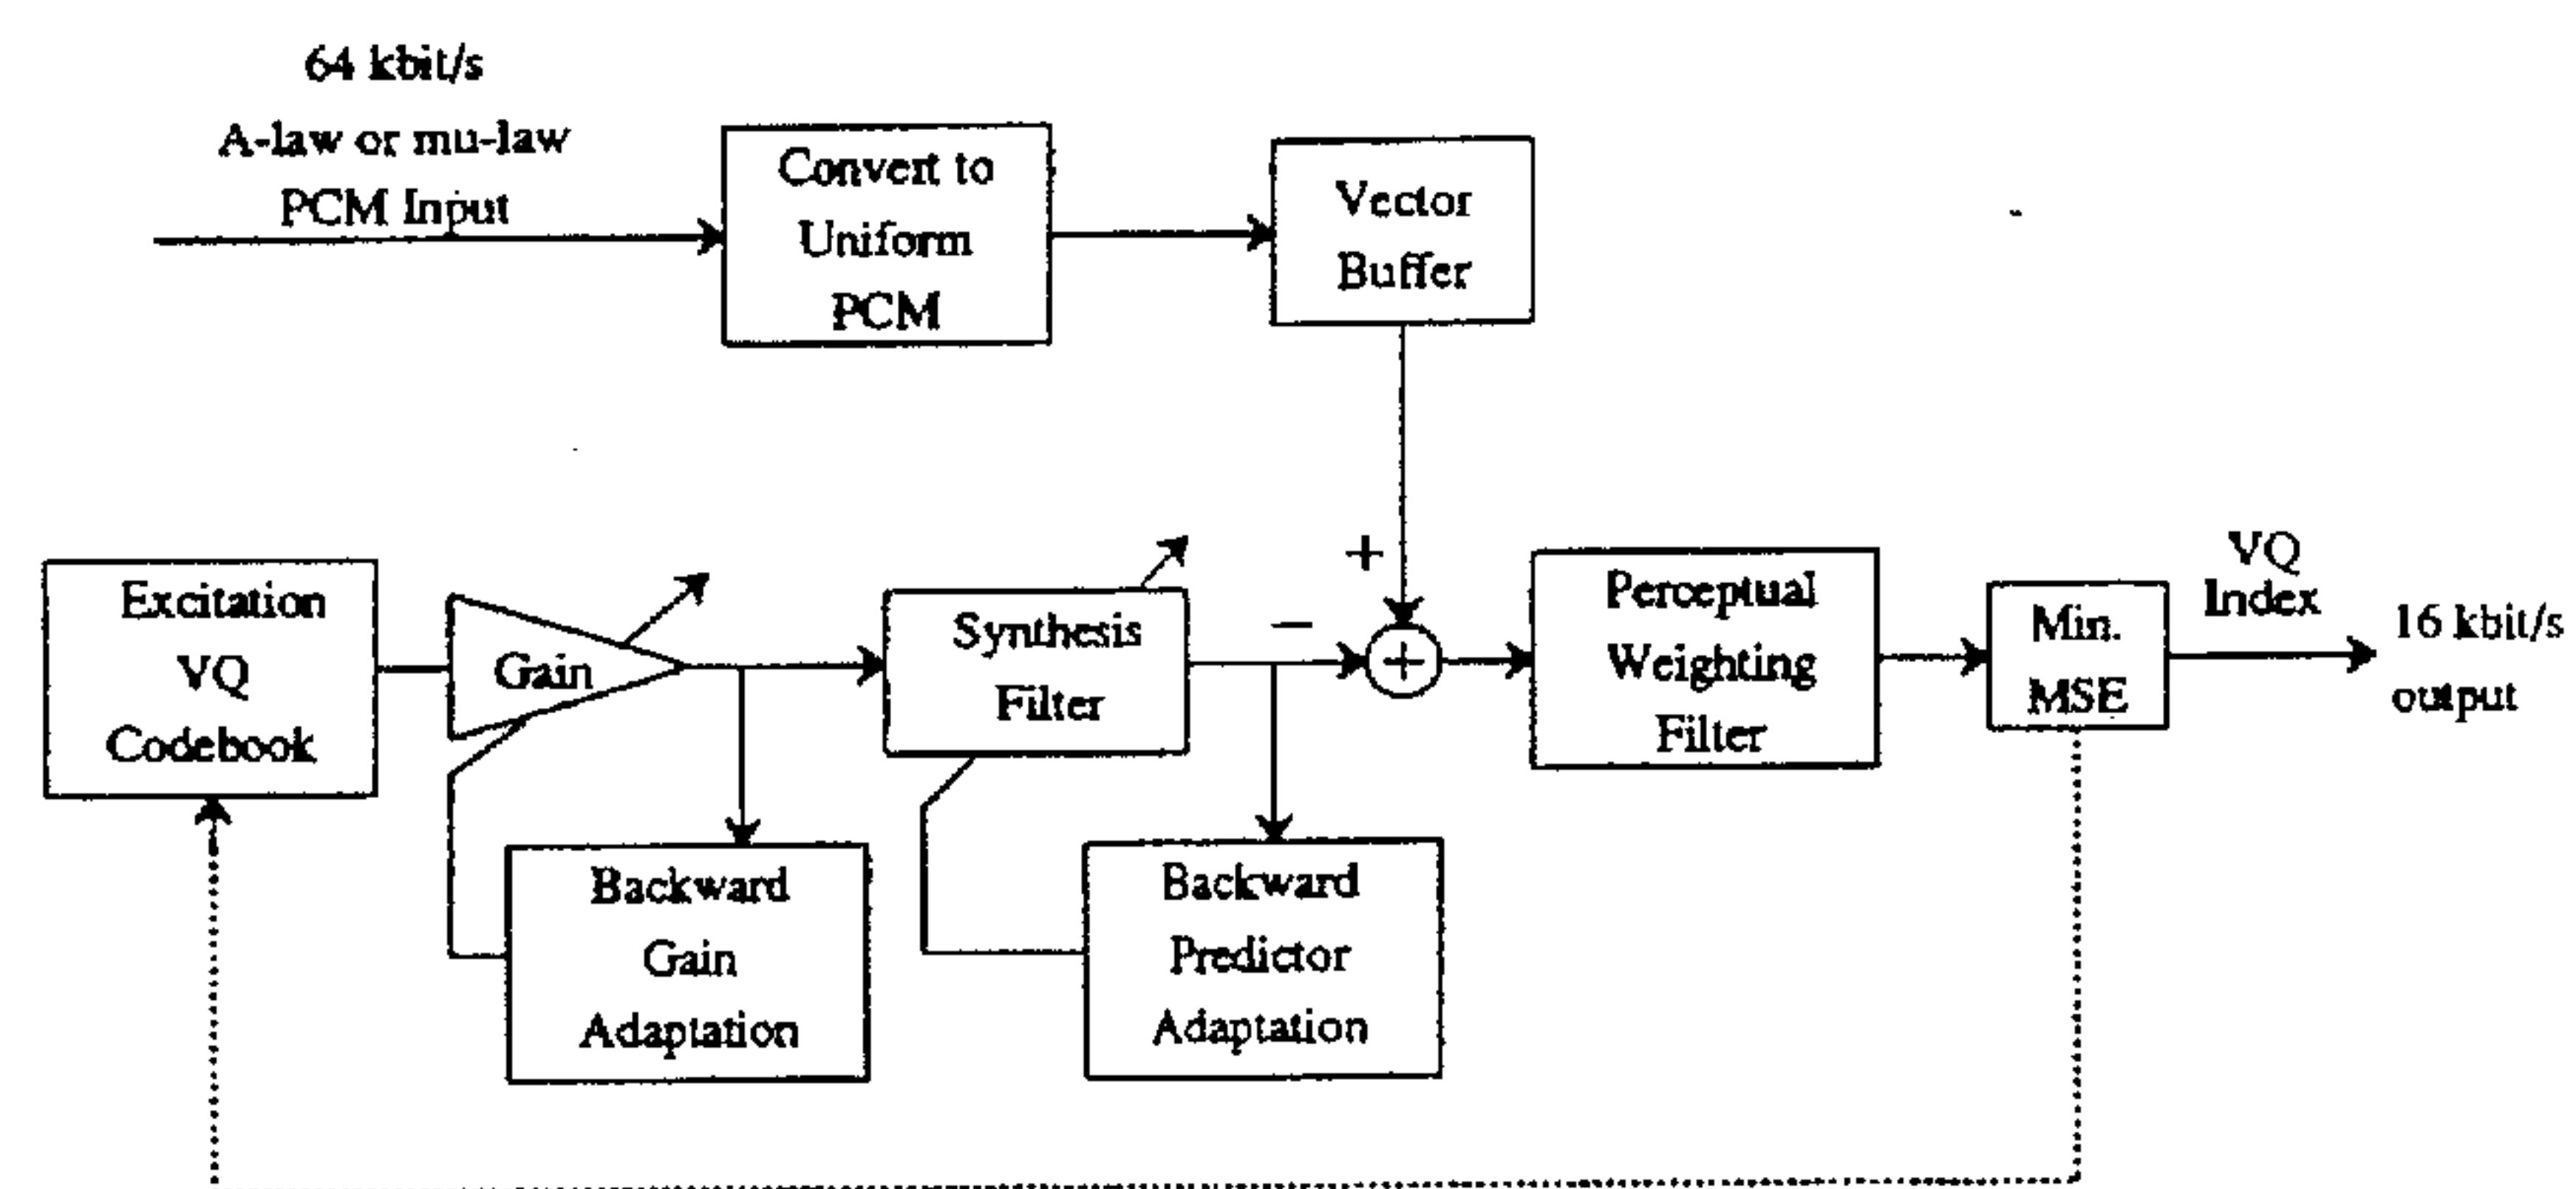 64 kbit/s
A-law or mu-law
PCM Input
Convert to
Uniform
PCM
Vector
Buffer
Excitation
VQ
Codebook
Gain
Synthesis
Filter
+
−
+
Perceptual
Weighting
Filter
Min.
MSE
VQ
Index
16 kbit/s
output
Backward
Gain
Adaptation
Backward
Predictor
Adaptation